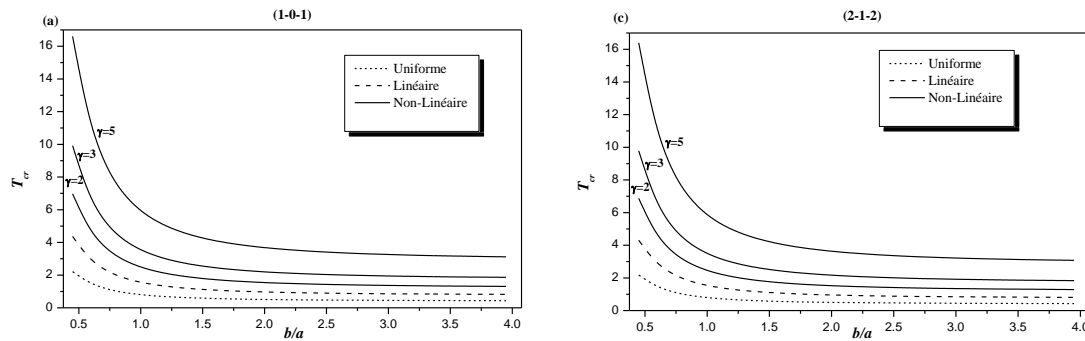 (a)
(1-0-1)
16
14
12
10
8
6
4
2
0
T_cr
Uniforme
Linéaire
Non-Linéaire
γ=5
γ=3
γ=2
0.5
1.0
1.5
2.0
2.5
3.0
3.5
4.0
b/a
(c)
(2-1-2)
16
14
12
10
8
6
4
2
0
T_cr
Uniforme
Linéaire
Non-Linéaire
γ=5
γ=3
γ=2
0.5
1.0
1.5
2.0
2.5
3.0
3.5
4.0
b/a